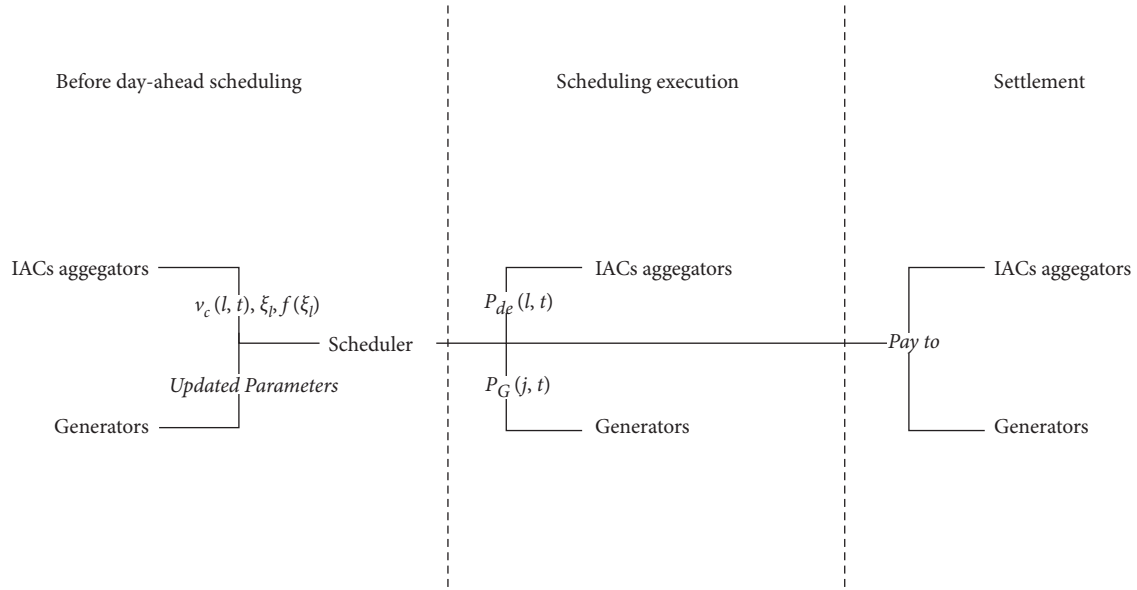 Before day-ahead scheduling
Scheduling execution
Settlement
IACs aggegators
IACs aggegators
IACs aggegators
v_c (l, t), ξ_l, f (ξ_l)
P_de (l, t)
Scheduler
Pay to
Updated Parameters
P_G (j, t)
Generators
Generators
Generators